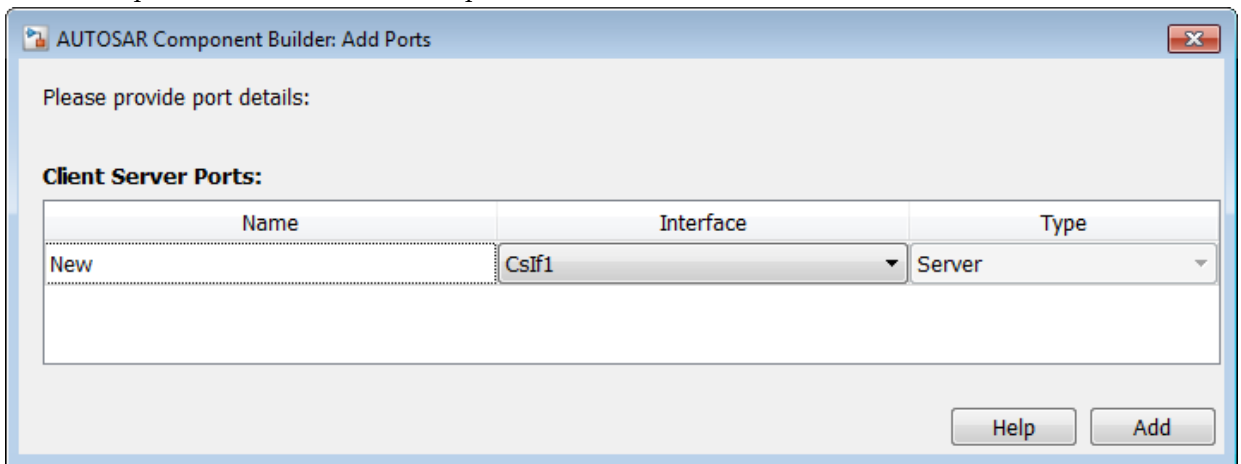 AUTOSAR Component Builder: Add Ports
Please provide port details:
Client Server Ports:
Name Interface Type
New CsIf1 Server
Help Add